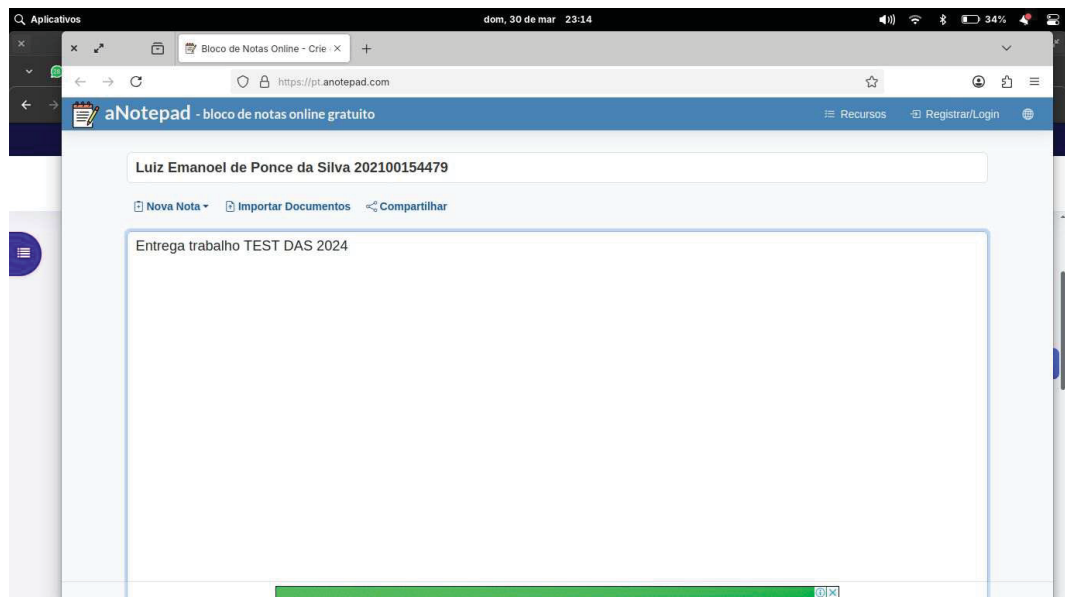 Aplicativos
dom, 30 de mar 23:14
34%
Bloco de Notas Online - Crie
https://pt.anotepad.com
aNotepad - bloco de notas online gratuito
Recursos
Registrar/Login
Luiz Emanoel de Ponce da Silva 202100154479
Nova Nota
Importar Documentos
Compartilhar
Entrega trabalho TEST DAS 2024